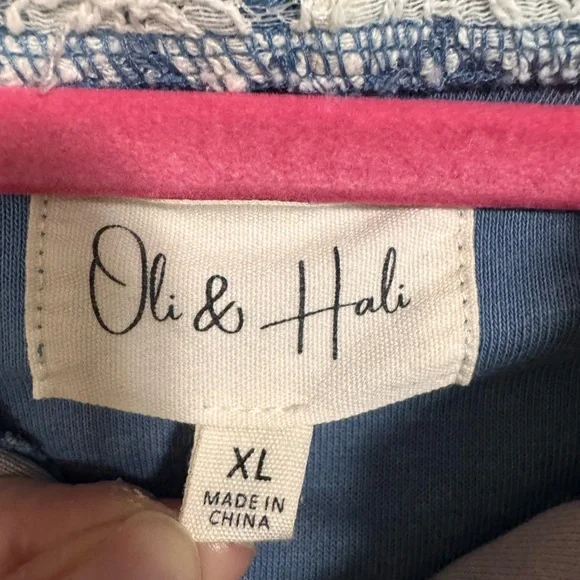 Oli & Hali
XL
MADE IN
CHINA